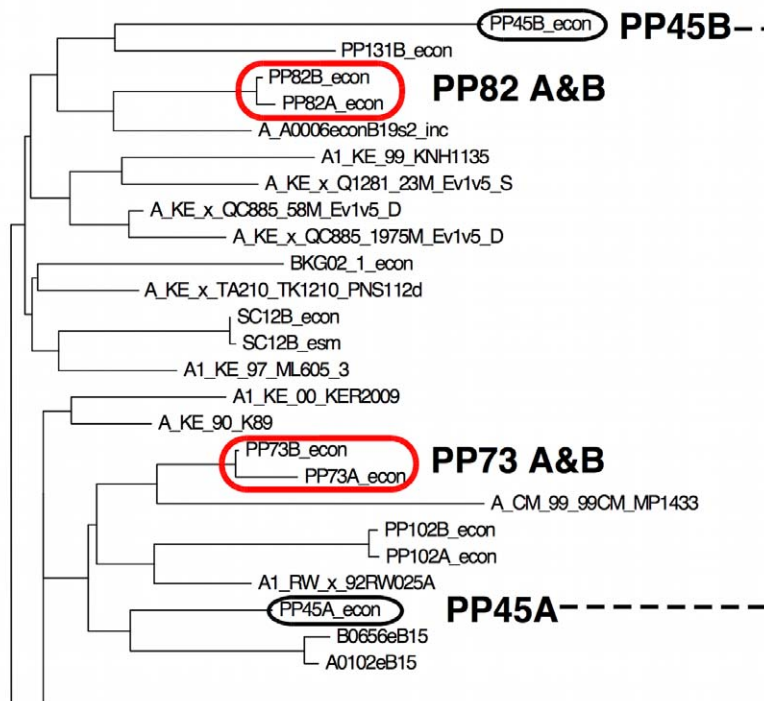 PP45B_econ PP45B
PP131B_econ
PP82B_econ
PP82 A&B
PP82A_econ
A_A0006econB19s2_inc
A1_KE_99_KNH1135
A_KE_x_Q1281_23M_Ev1v5_S
A_KE_x_QC885_58M_Ev1v5_D
A_KE_x_QC885_1975M_Ev1v5_D
BKG02_1_econ
A_KE_x_TA210_TK1210_PNS112d
SC12B_econ
SC12B_esm
A1_KE_97_ML605_3
A1_KE_00_KER2009
A_KE_90_K89
PP73B_econ
PP73 A&B
PP73A_econ
A_CM_99_99CM_MP1433
PP102B_econ
PP102A_econ
A1_RW_x_92RW025A
PP45A_econ PP45A
B0656eB15
A0102eB15